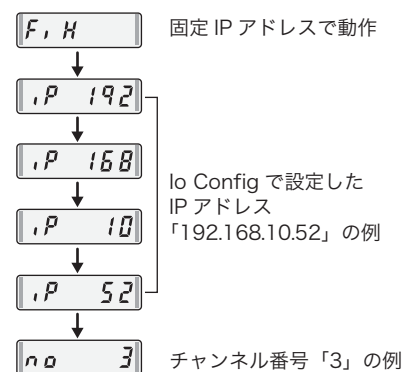 F, H 固定 IP アドレスで動作
,P 192
,P 168
Io Config で設定した
IP アドレス
「192.168.10.52」の例
,P 10
,P 52
no 3 チャンネル番号「3」の例